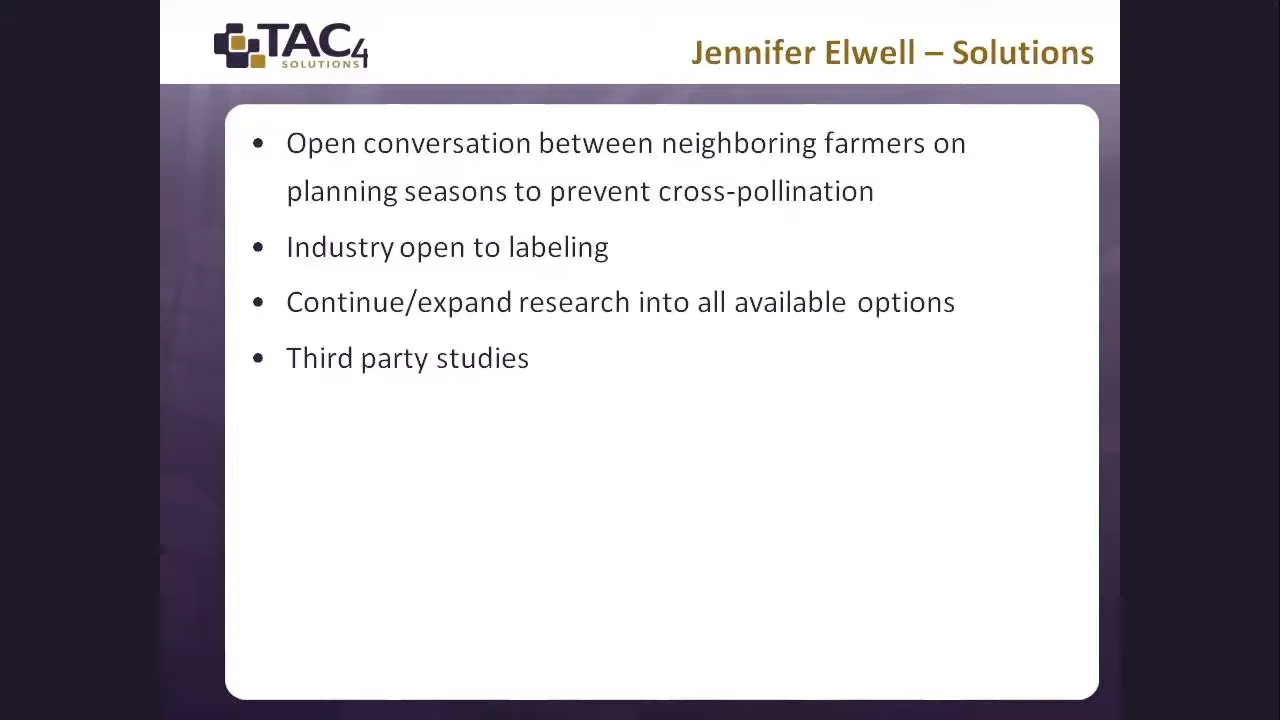 TAC4
SOLUTIONS
Jennifer Elwell – Solutions
• Open conversation between neighboring farmers on
planning seasons to prevent cross-pollination
• Industry open to labeling
• Continue/expand research into all available options
• Third party studies